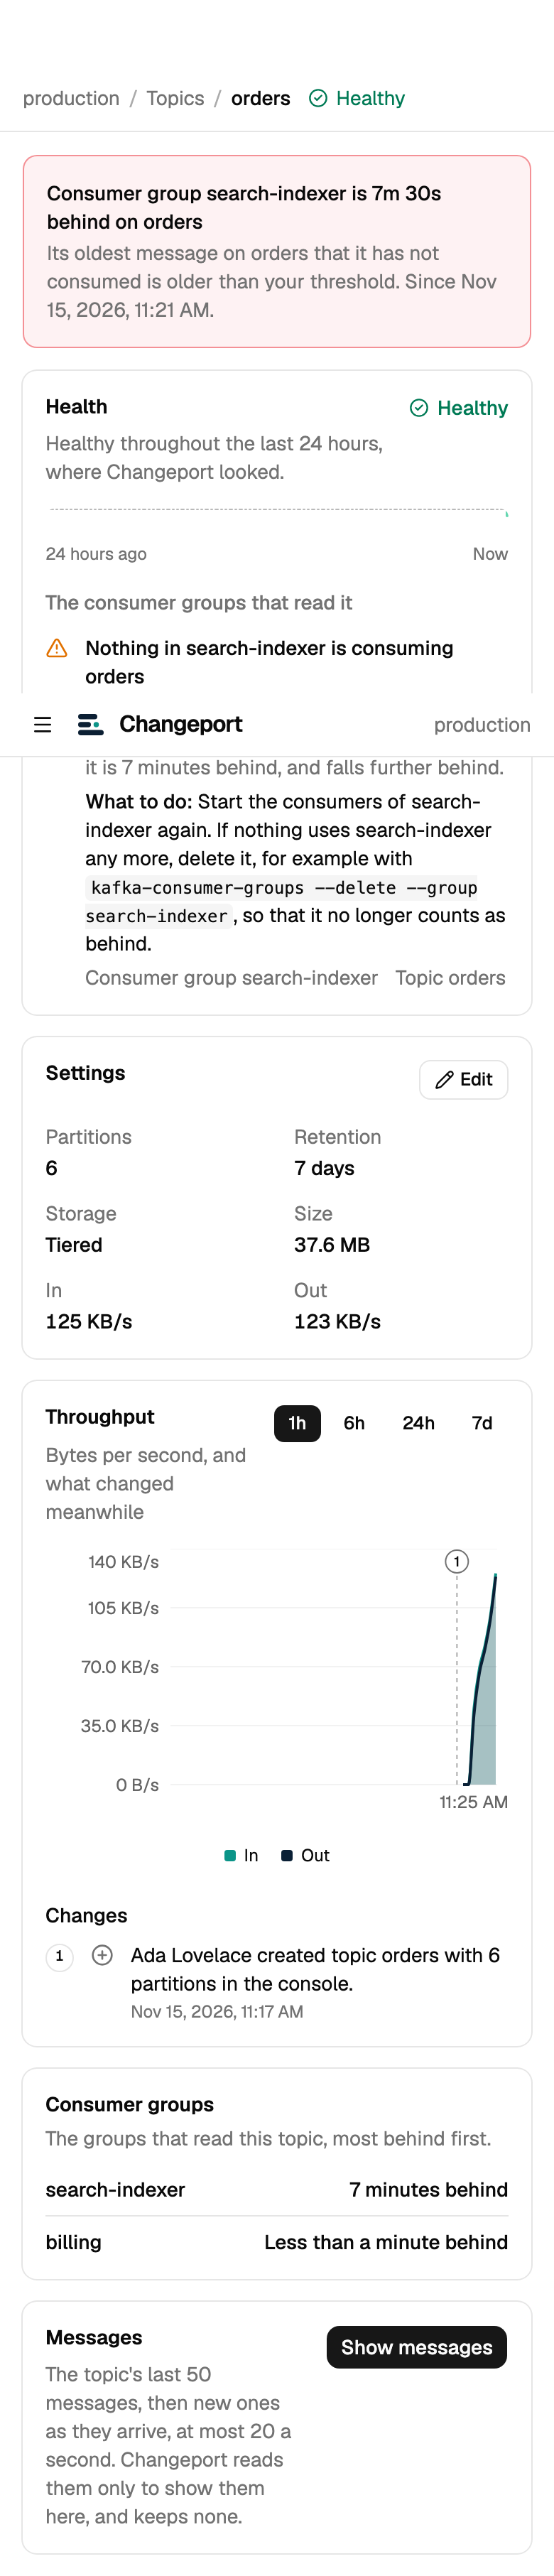 production / Topics / orders Healthy
Consumer group search-indexer is 7m 30s
behind on orders
Its oldest message on orders that it has not
consumed is older than your threshold. Since Nov
15, 2026, 11:21 AM.
Health
Healthy
Healthy throughout the last 24 hours,
where Changeport looked.
24 hours ago
Now
The consumer groups that read it
Nothing in search-indexer is consuming
orders
Changeport
production
it is 7 minutes behind, and falls further behind.
What to do: Start the consumers of search-
indexer again. If nothing uses search-indexer
any more, delete it, for example with
kafka-consumer-groups --delete --group
search-indexer, so that it no longer counts as
behind.
Consumer group search-indexer Topic orders
Settings
Edit
Partitions
6
Retention
7 days
Storage
Tiered
Size
37.6 MB
In
125 KB/s
Out
123 KB/s
Throughput
1h 6h 24h 7d
Bytes per second, and
what changed
meanwhile
140 KB/s
1
105 KB/s
70.0 KB/s
35.0 KB/s
0 B/s
11:25 AM
In Out
Changes
1
Ada Lovelace created topic orders with 6
partitions in the console.
Nov 15, 2026, 11:17 AM
Consumer groups
The groups that read this topic, most behind first.
search-indexer 7 minutes behind
billing Less than a minute behind
Messages
Show messages
The topic's last 50
messages, then new ones
as they arrive, at most 20 a
second. Changeport reads
them only to show them
here, and keeps none.